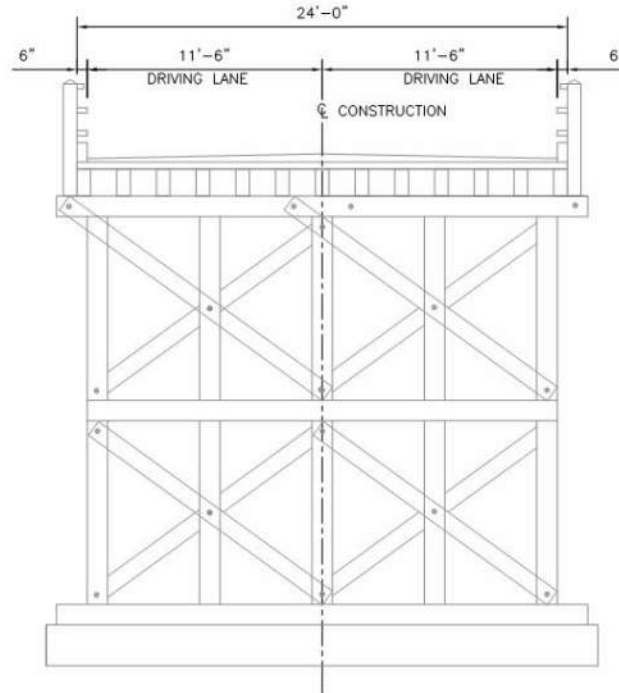 24'-0"
6" 11'-6" 11'-6" 6
DRIVING LANE DRIVING LANE
℄ CONSTRUCTION